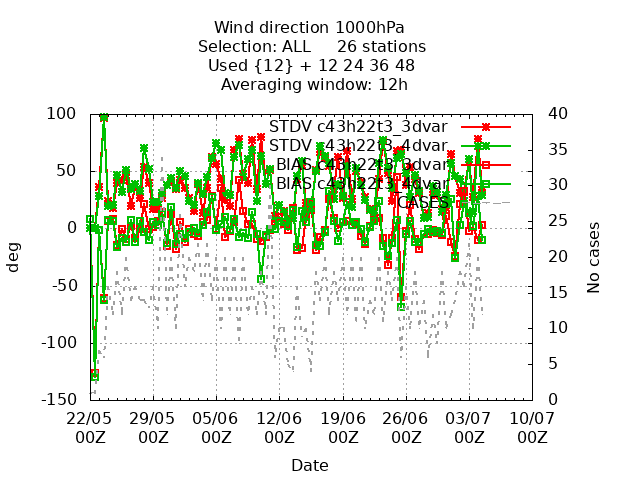 Wind direction 1000hPa
Selection: ALL 26 stations
Used {12} + 12 24 36 48
Averaging window: 12h
100 40
STDV c43h22t3_3dvar
35
STDV c43h22t3_4dvar
50
BIAS c43h22t3_3dvar
30
BIAS c43h22t3_4dvar
CASES
0 25
deg
No cases
20
-50
15
10
-100
5
-150 0
22/05 29/05 05/06 12/06 19/06 26/06 03/07 10/07
00Z 00Z 00Z 00Z 00Z 00Z 00Z 00Z
Date